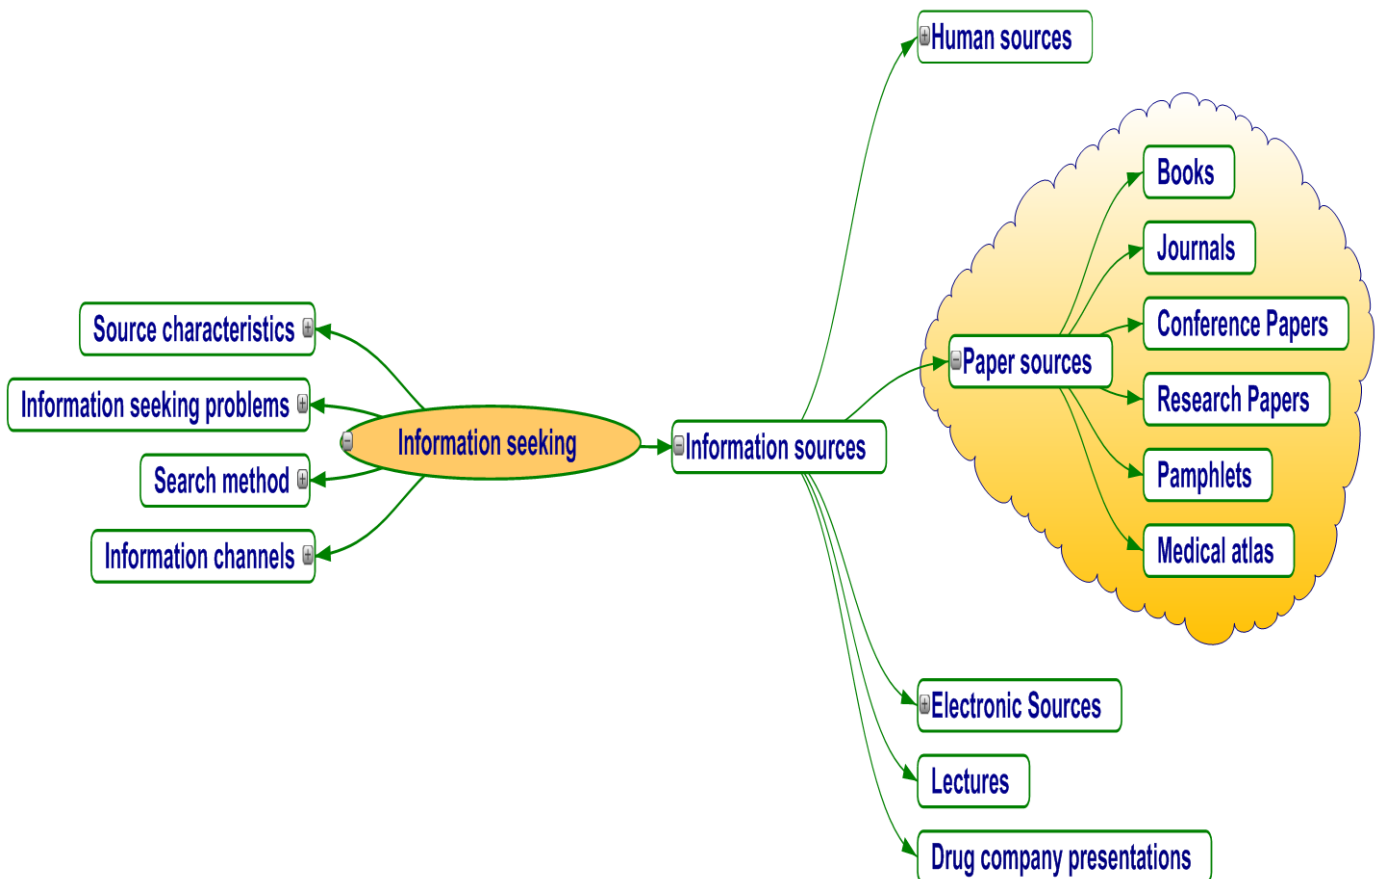 Human sources
Books
Journals
Conference Papers
Paper sources
Research Papers
Pamphlets
Medical atlas
Source characteristics
Information seeking problems
Information seeking
Information sources
Search method
Information channels
Electronic Sources
Lectures
Drug company presentations